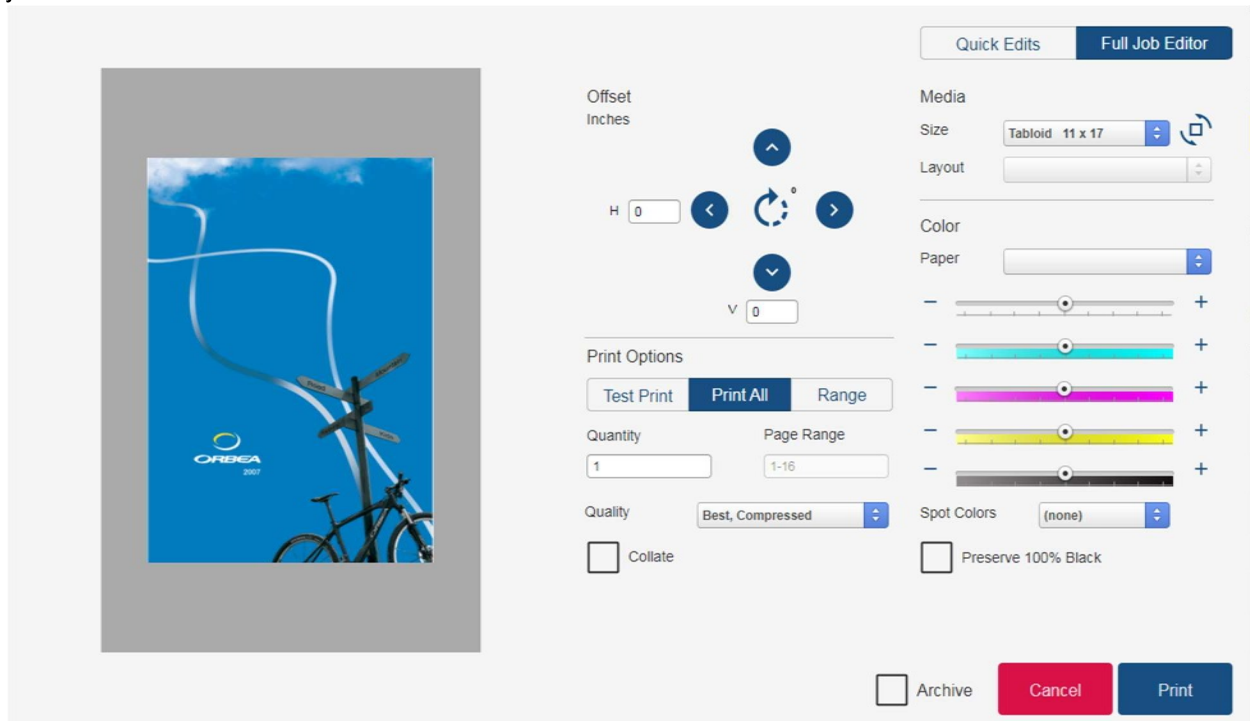 Quick Edits
Full Job Editor
Offset
Inches
H 0
V 0
Print Options
Test Print
Print All
Range
Quantity
Page Range
1
1-16
Quality
Best, Compressed
Collate
Media
Size
Tabloid 11 x 17
Layout
Color
Paper
Spot Colors
(none)
Preserve 100% Black
Road
Mountain
ORBEA
2007
Archive
Cancel
Print